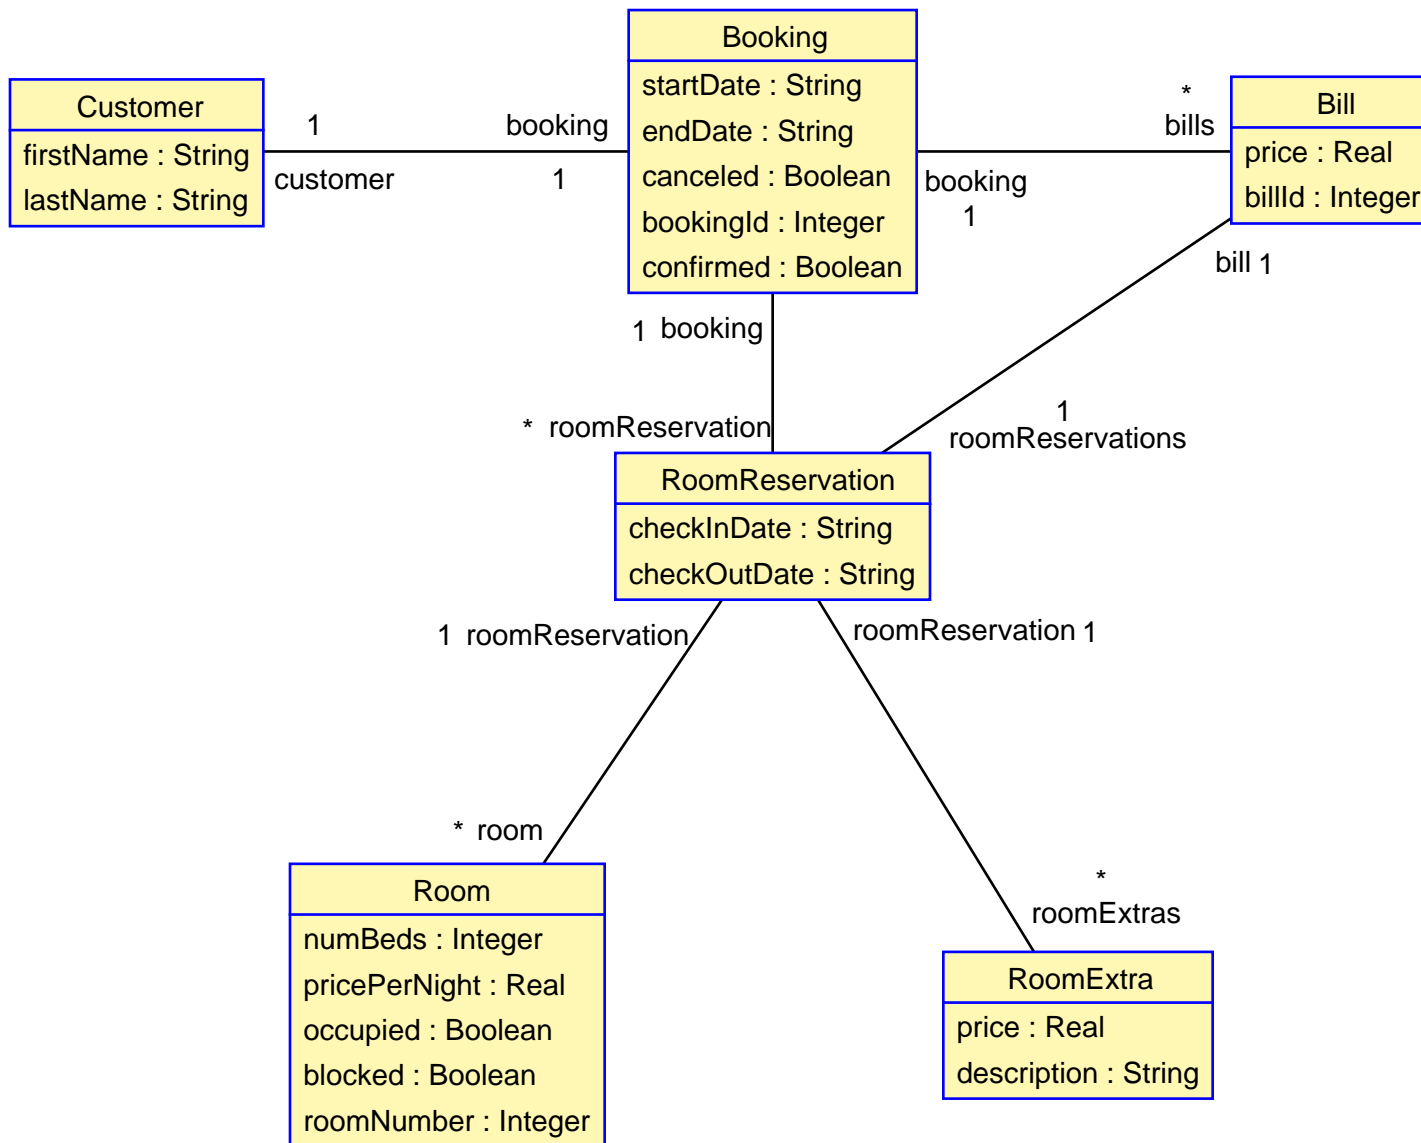 Booking
startDate : String
endDate : String
canceled : Boolean
bookingId : Integer
confirmed : Boolean
Customer
firstName : String
lastName : String
Bill
price : Real
billId : Integer
1
booking
customer
1
*
bills
booking
1
bill 1
1 booking
* roomReservation
1
roomReservations
RoomReservation
checkInDate : String
checkOutDate : String
1 roomReservation
roomReservation 1
* room
*
roomExtras
Room
numBeds : Integer
pricePerNight : Real
occupied : Boolean
blocked : Boolean
roomNumber : Integer
RoomExtra
price : Real
description : String